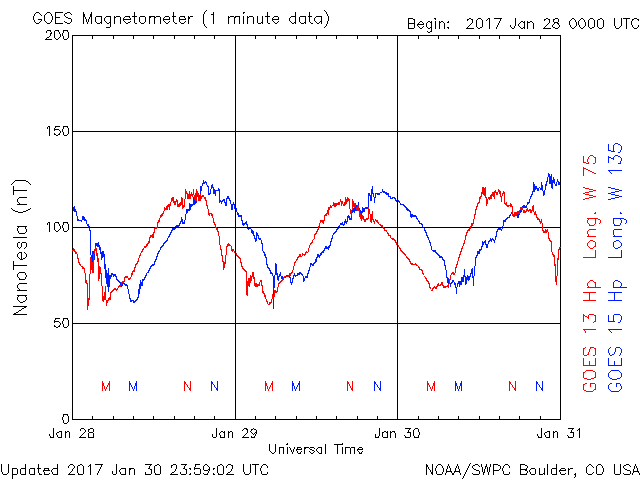 GOES Magnetometer (1 minute data)
Begin: 2017 Jan 28 0000 UTC
200
150
100
50
0
NanoTesla (nT)
M M N N M M N N M M N N
Jan 28 Jan 29 Jan 30 Jan 31
Universal Time
GOES 13 Hp Long. W 75
GOES 15 Hp Long. W 135
Updated 2017 Jan 30 23:59:02 UTC
NOAA/SWPC Boulder, CO USA